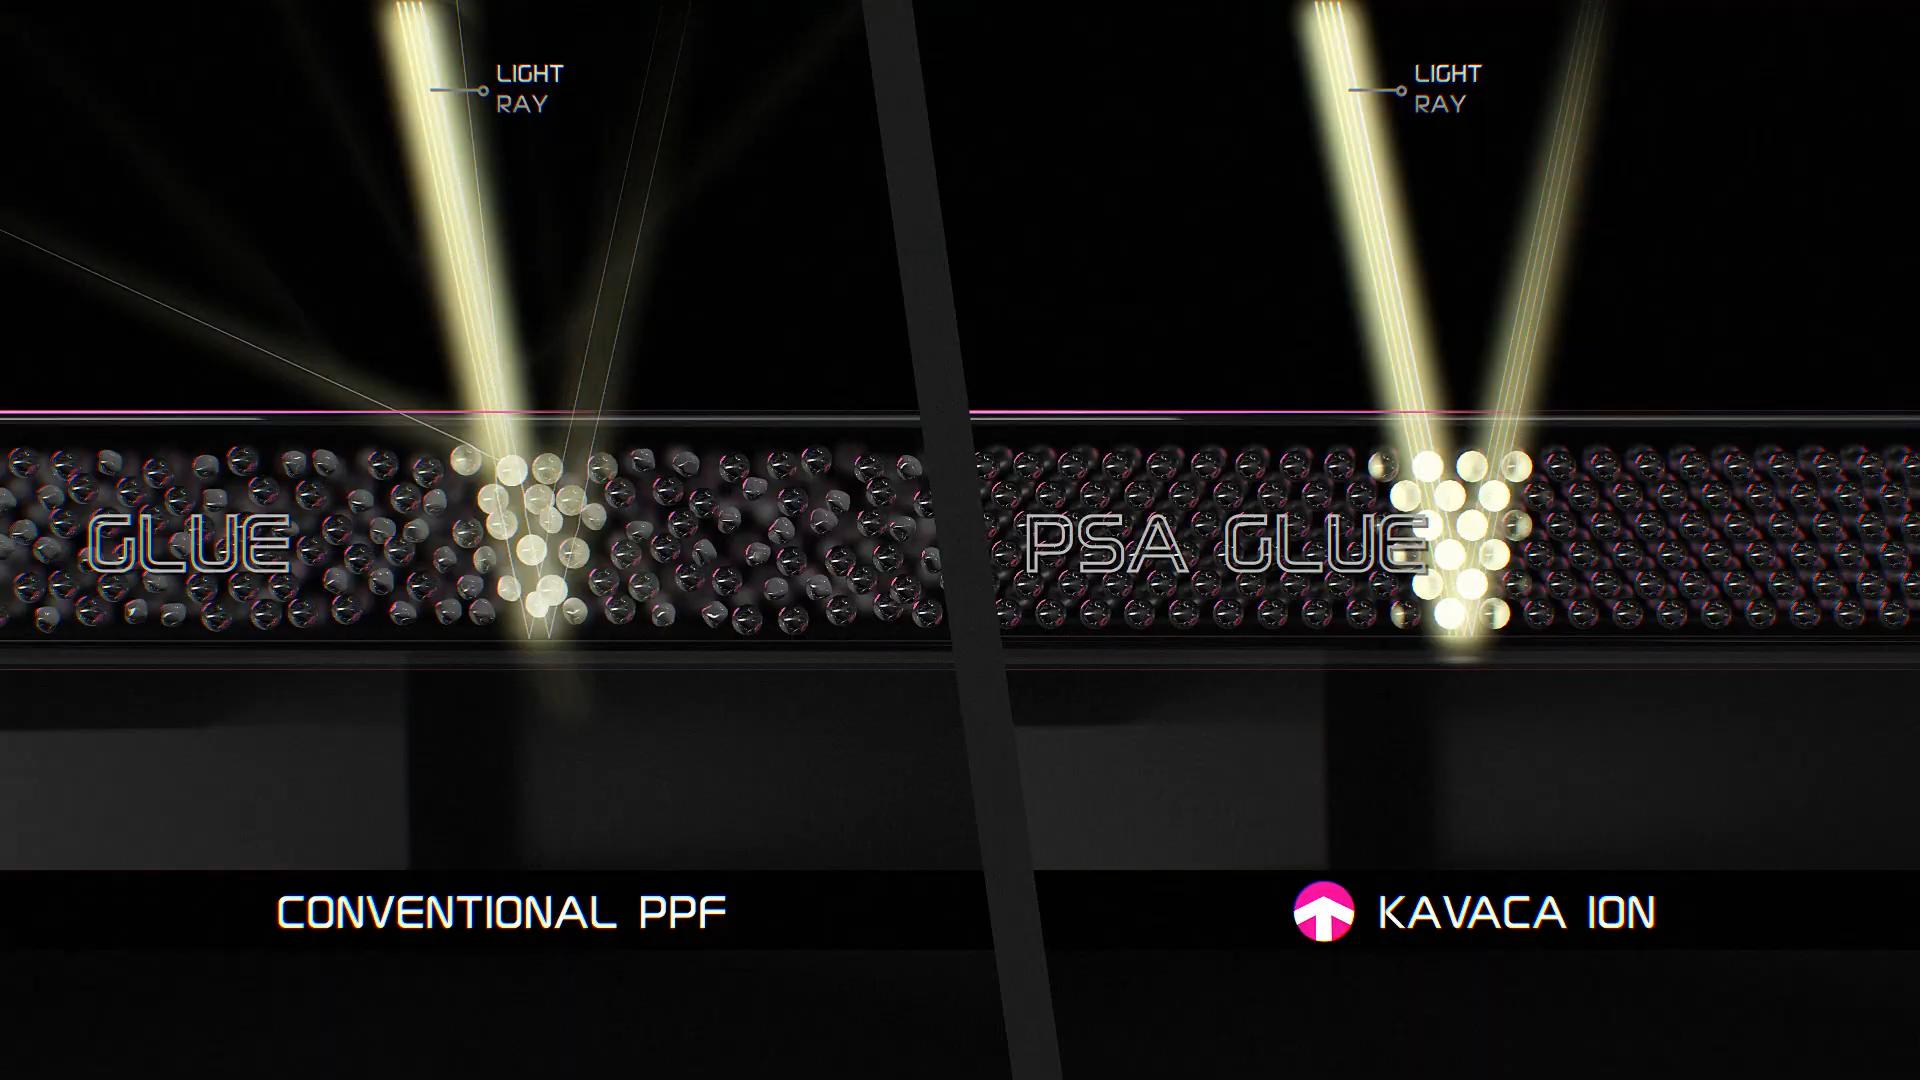 LIGHT
RAY
LIGHT
RAY
GLUE
PSA GLUE
CONVENTIONAL PPF
KAVACA ION